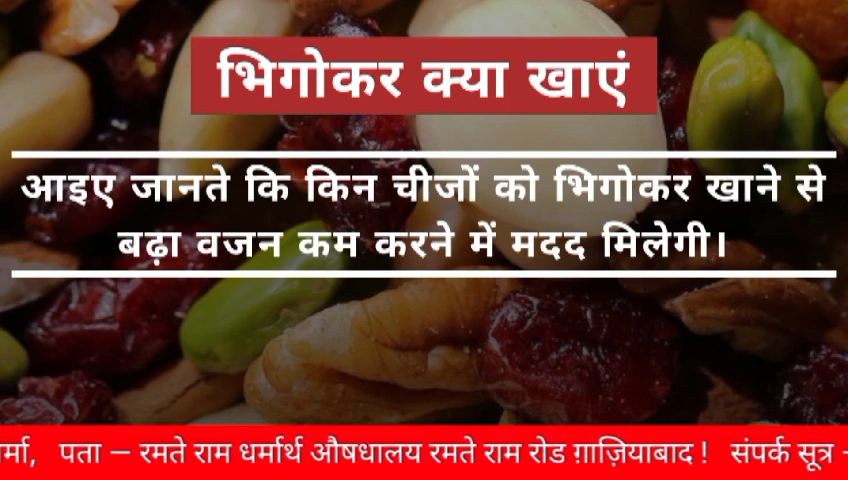 भिगोकर क्या खाएं
आइए जानते कि किन चीजों को भिगोकर खाने से
बढ़ा वजन कम करने में मदद मिलेगी।
र्मा, पता – रमते राम धर्मार्थ औषधालय रमते राम रोड ग़ाज़ियाबाद ! संपर्क सूत्र -